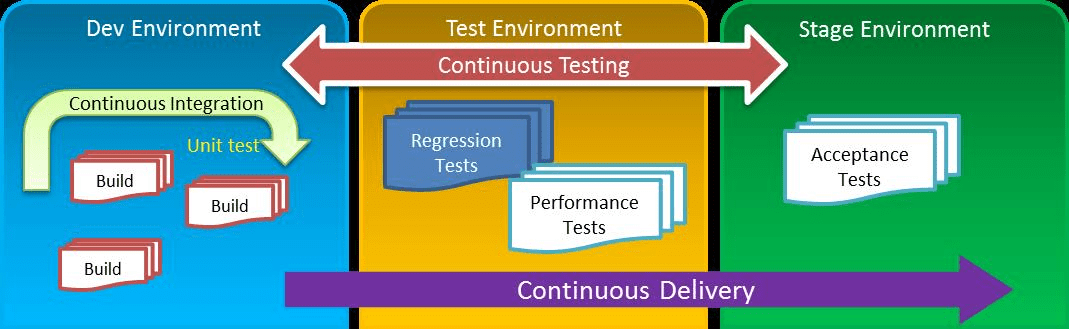 Dev Environment
Test Environment
Stage Environment
Continuous Testing
Continuous Integration
Unit test
Build
Build
Build
Regression
Tests
Performance
Tests
Acceptance
Tests
Continuous Delivery